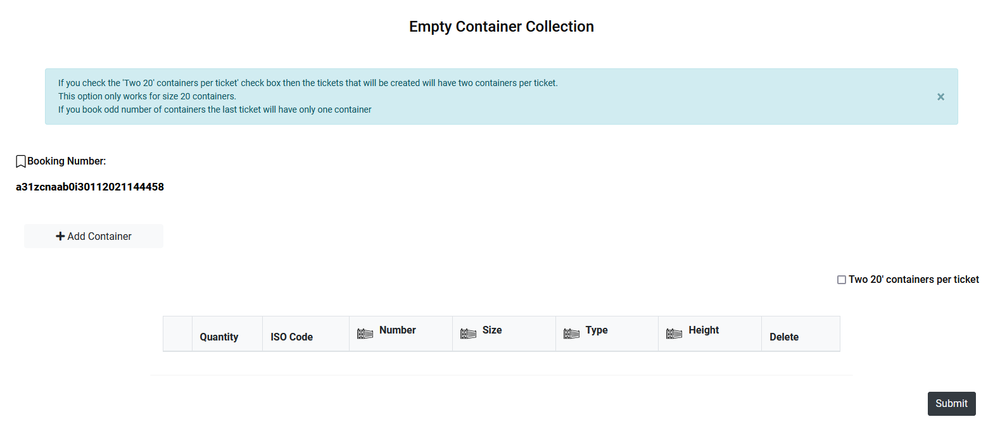 Empty Container Collection
If you check the 'Two 20' containers per ticket' check box then the tickets that will be created will have two containers per ticket.
This option only works for size 20 containers.
If you book odd number of containers the last ticket will have only one container
×
Booking Number:
a31zcnaab0i30112021144458
Add Container
Two 20' containers per ticket
Quantity ISO Code Number Size Type Height Delete
Submit